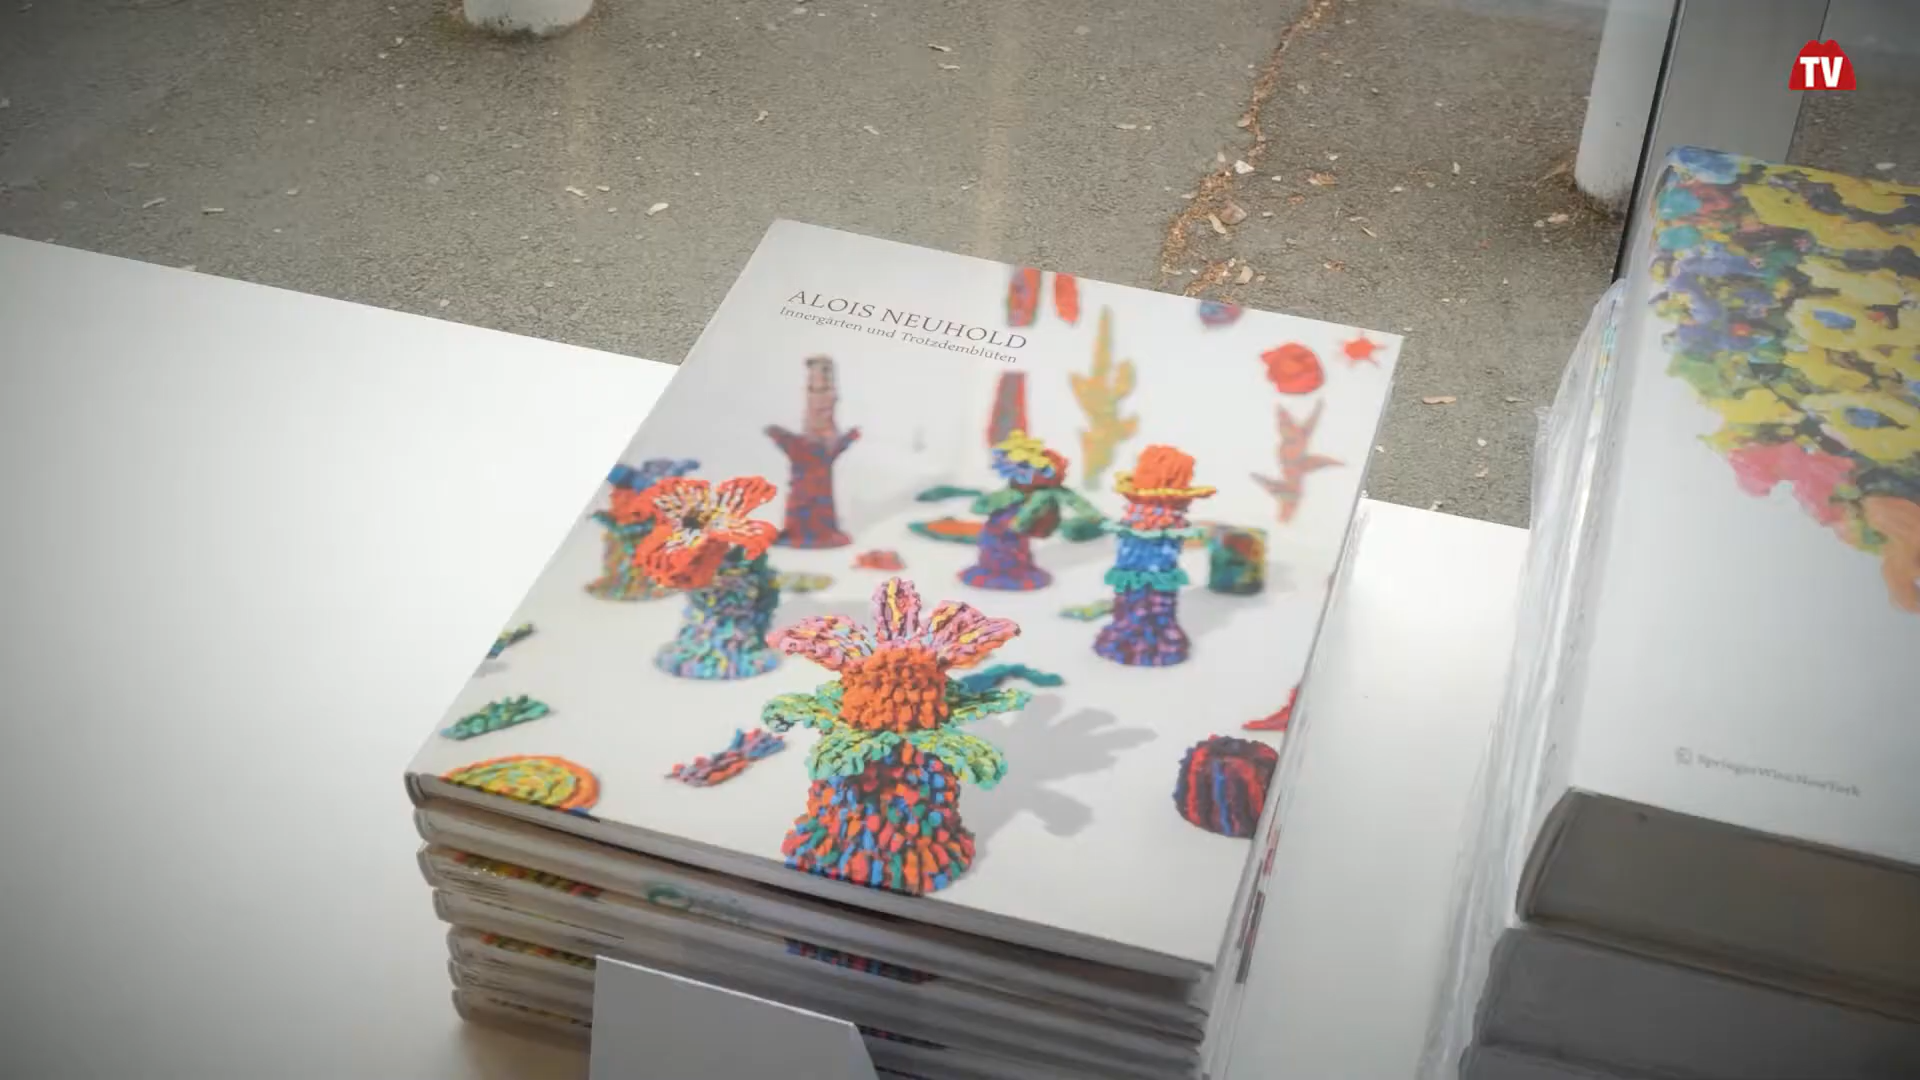 TV
ALOIS NEUHOLD
Innergärten und Trotzdemblüten
SpringerWienNewYork